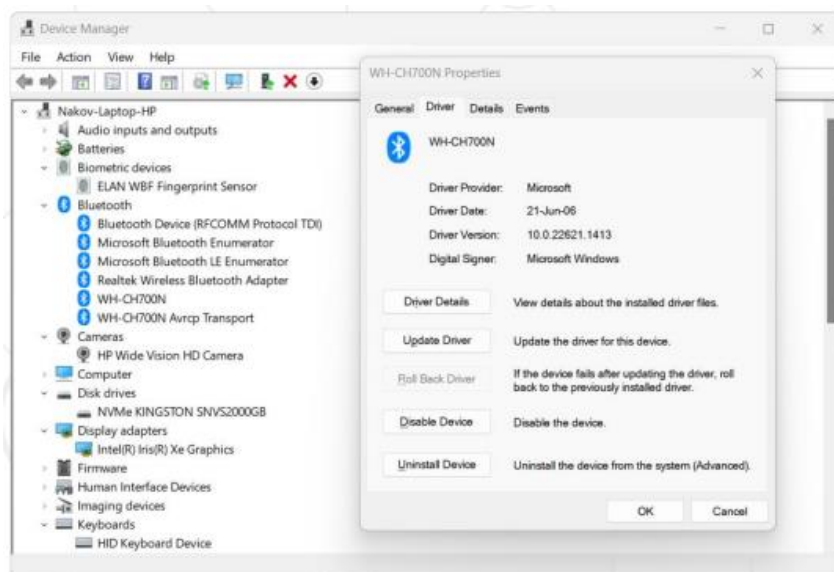 Device Manager
File Action View Help
Nakov-Laptop-HP
Audio inputs and outputs
Batteries
Biometric devices
ELAN WBF Fingerprint Sensor
Bluetooth
Bluetooth Device (RFCOMM Protocol TDI)
Microsoft Bluetooth Enumerator
Microsoft Bluetooth LE Enumerator
Realtek Wireless Bluetooth Adapter
WH-CH700N
WH-CH700N Avrcp Transport
Cameras
HP Wide Vision HD Camera
Computer
Disk drives
NVMe KINGSTON SNVS2000GB
Display adapters
Intel(R) Iris(R) Xe Graphics
Firmware
Human Interface Devices
Imaging devices
Keyboards
HID Keyboard Device
WH-CH700N Properties
General Driver Details Events
WH-CH700N
Driver Provider: Microsoft
Driver Date: 21-Jun-06
Driver Version: 10.0.22621.1413
Digital Signer: Microsoft Windows
Driver Details View details about the installed driver files.
Update Driver Update the driver for this device.
Roll Back Driver If the device fails after updating the driver, roll
back to the previously installed driver.
Disable Device Disable the device.
Uninstall Device Uninstall the device from the system (Advanced).
OK Cancel